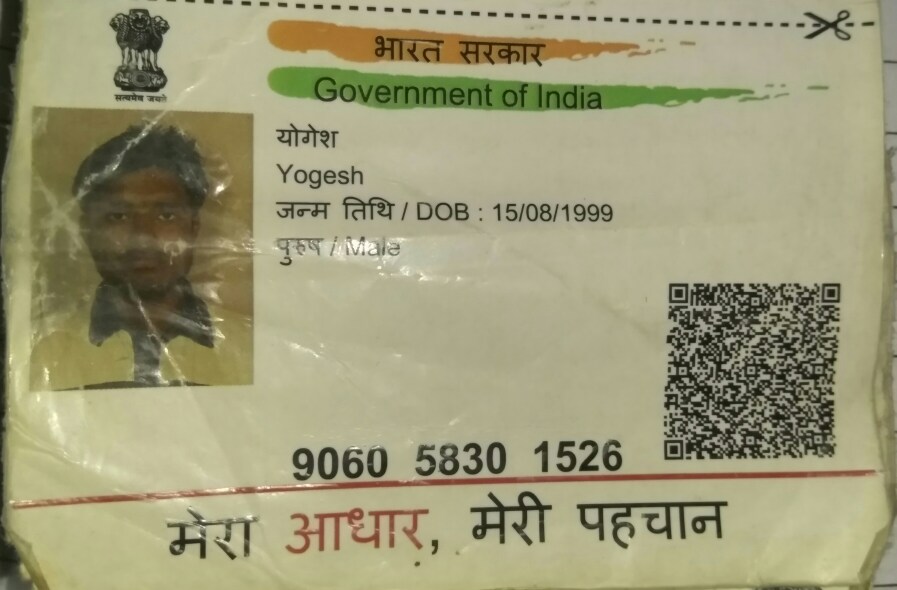 सत्यमेव जयते
भारत सरकार
Government of India
योगेश
Yogesh
जन्म तिथि / DOB : 15/08/1999
पुरुष / Male
9060 5830 1526
मेरा आधार, मेरी पहचान